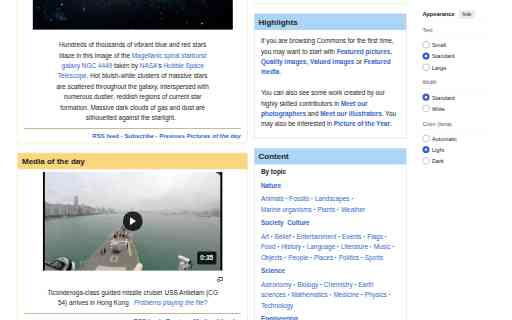 Hundreds of thousands of vibrant blue and red stars
blaze in this image of the Magellanic spiral starburst
galaxy NGC 4449 taken by NASA's Hubble Space
Telescope. Hot bluish-white clusters of massive stars
are scattered throughout the galaxy, interspersed with
numerous dustier, reddish regions of current star
formation. Massive dark clouds of gas and dust are
silhouetted against the starlight.
RSS feed - Subscribe - Previous Pictures of the day
Media of the day
0:35
Ticonderoga-class guided missile cruiser USS Antietam (CG
54) arrives in Hong Kong Problems playing the file?
Highlights
If you are browsing Commons for the first time,
you may want to start with Featured pictures,
Quality images, Valued images or Featured
media.
You can also see some work created by our
highly skilled contributors in Meet our
photographers and Meet our illustrators. You
may also be interested in Picture of the Year.
Content
By topic
Nature
Animals · Fossils · Landscapes ·
Marine organisms · Plants · Weather
Society Culture
Art · Belief · Entertainment · Events · Flags ·
Food · History · Language · Literature · Music ·
Objects · People · Places · Politics · Sports
Science
Astronomy · Biology · Chemistry · Earth
sciences · Mathematics · Medicine · Physics ·
Technology
Engineering
Appearance hide
Text
Small
Standard
Large
Width
Standard
Wide
Color (beta)
Automatic
Light
Dark